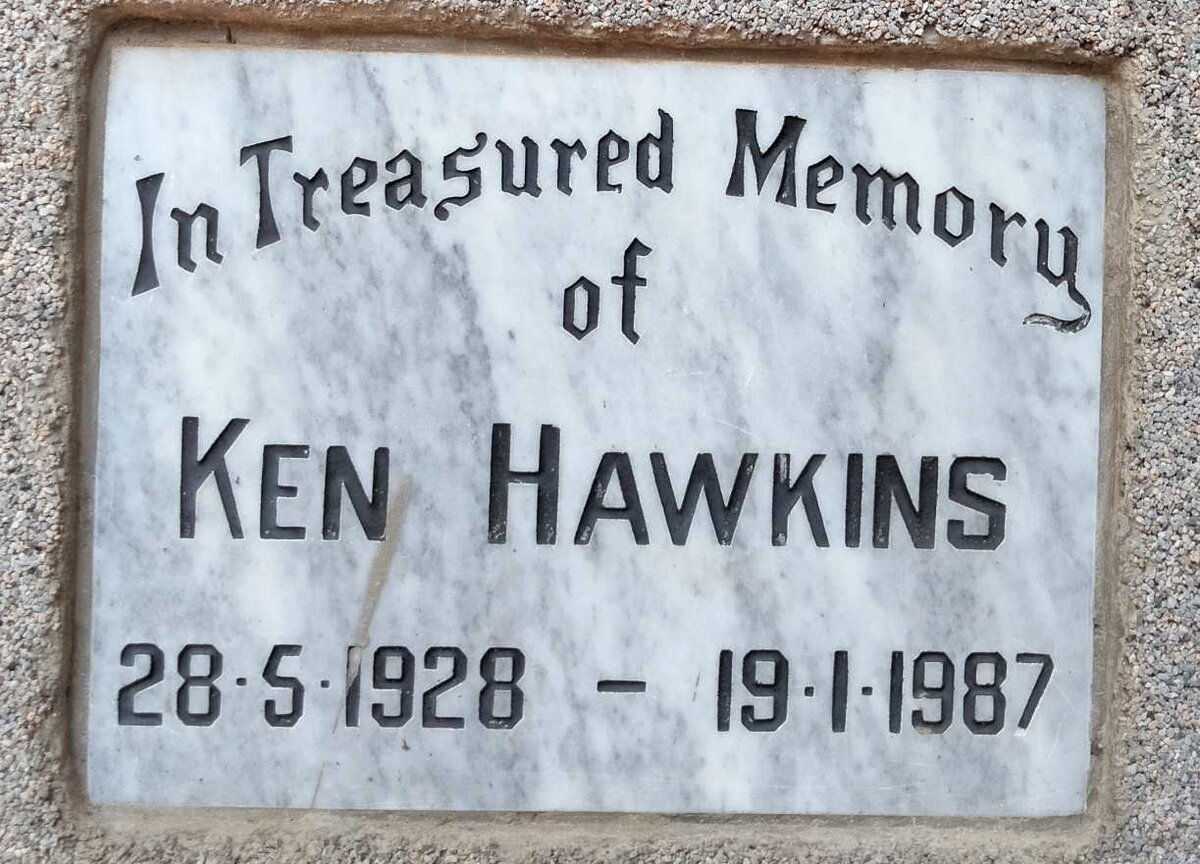 In Treasured Memory
of
KEN HAWKINS
28·5·1928 – 19·1·1987